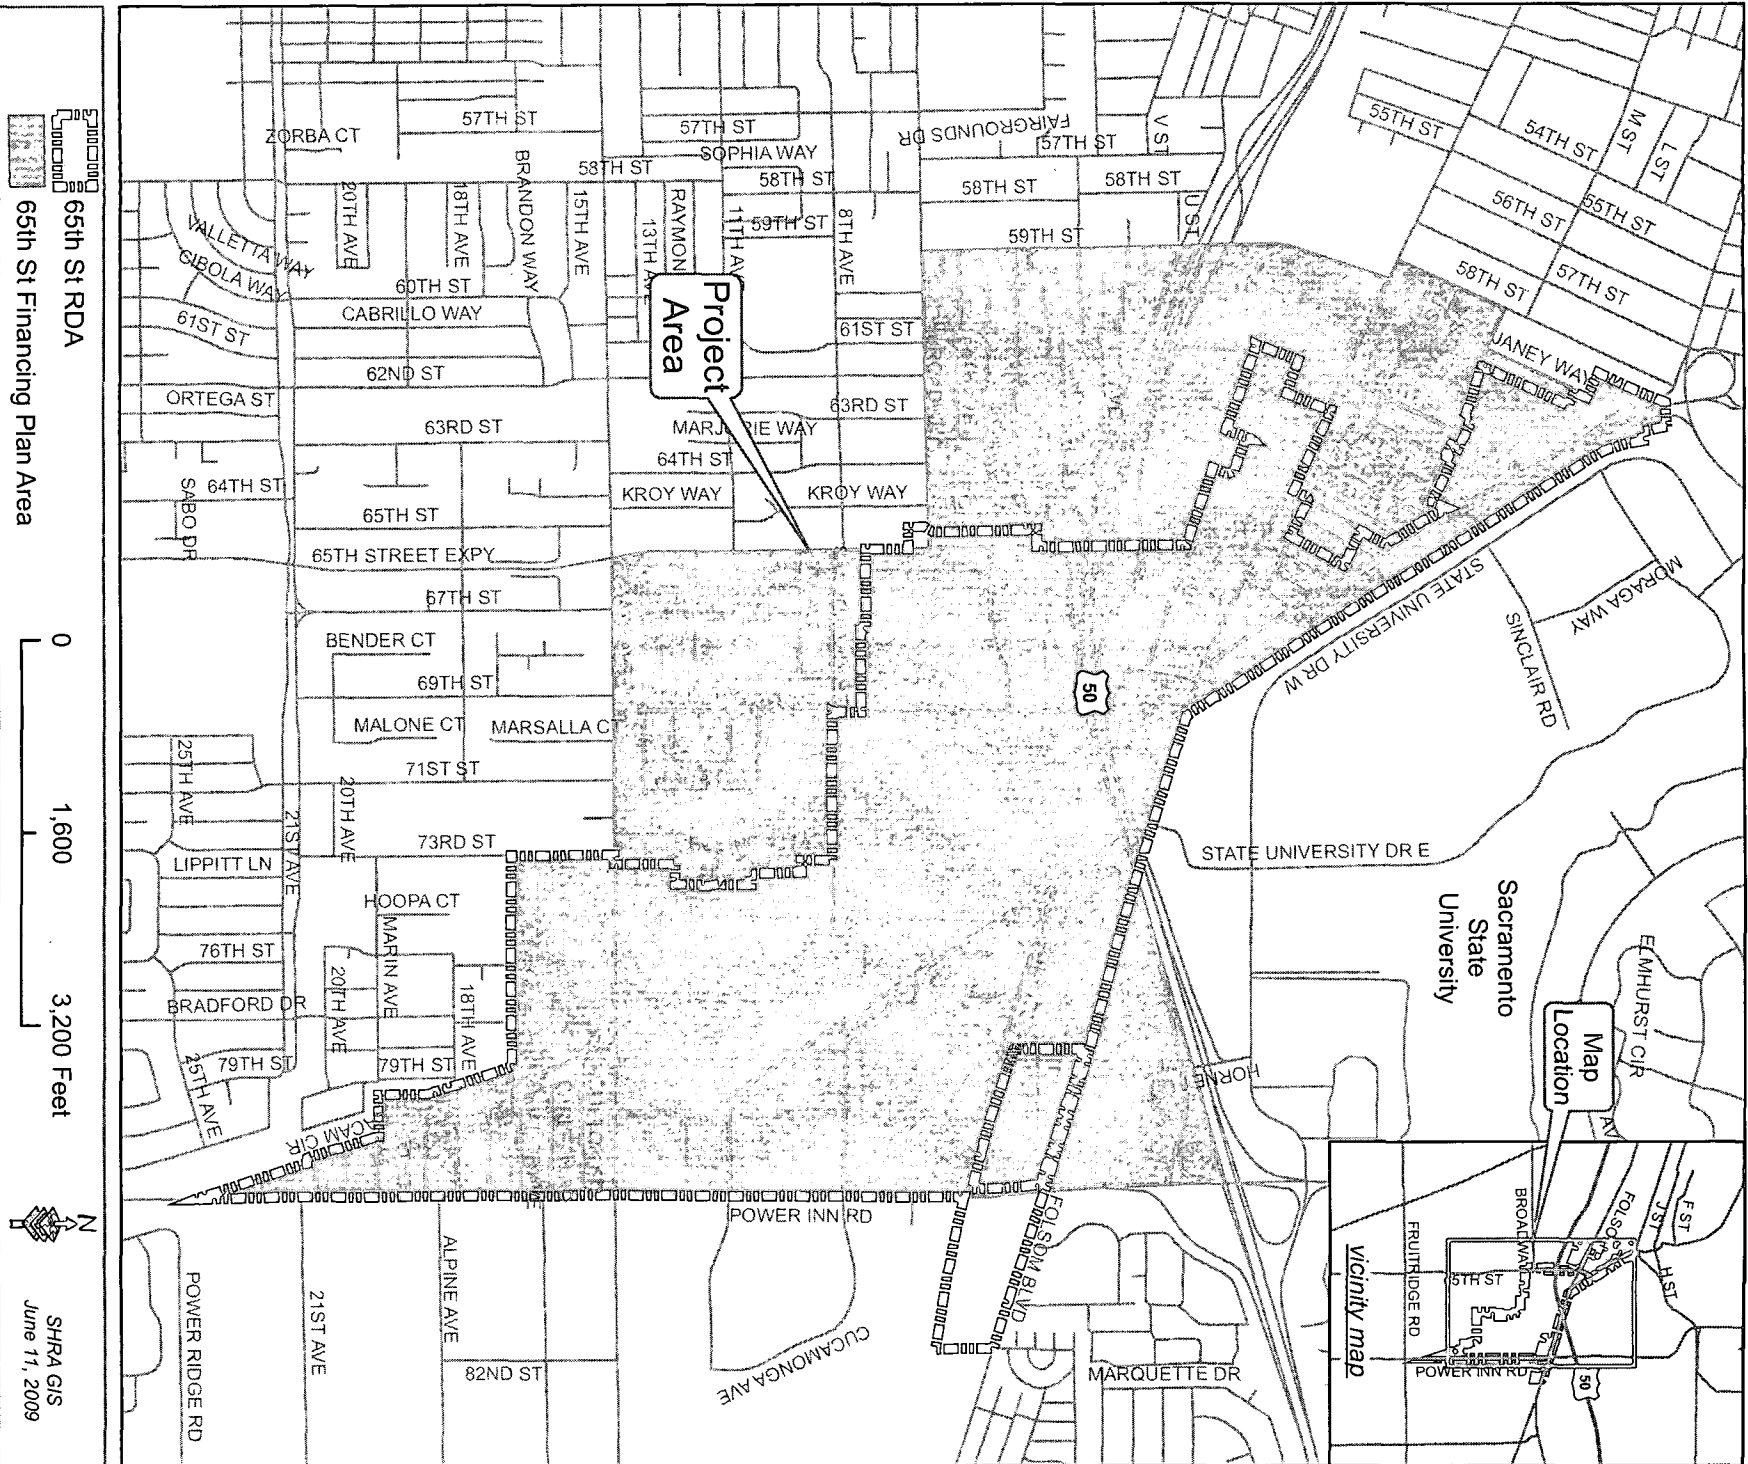 M ST
L ST
54TH ST
55TH ST
55TH ST
56TH ST
57TH ST
58TH ST
JANEY WAY
V ST
U ST
FAIRGROUNDS DR
57TH ST
58TH ST
58TH ST
59TH ST
57TH ST
SOPHIA WAY
58TH ST
58TH ST
59TH ST
8TH AVE
11TH AV
RAYMON
13TH AV
61ST ST
63RD ST
MARJORIE WAY
64TH ST
KROY WAY
KROY WAY
Project
Area
57TH ST
ZORBA CT
BRANDON WAY
15TH AVE
18TH AVE
20TH AVE
VALLETTA WAY
CIBOLA WAY
60TH ST
CABRILLO WAY
61ST ST
62ND ST
ORTEGA ST
63RD ST
SABO DR
64TH ST
65TH ST
65TH STREET EXPY
67TH ST
BENDER CT
69TH ST
MALONE CT
MARSALLA C
71ST ST
73RD ST
25TH AVE
20TH AVE
21ST AVE
LIPPITT LN
HOOPA CT
MARIN AVE
76TH ST
BRADFORD DR
20TH AVE
18TH AVE
79TH ST
79TH ST
25TH AVE
CAM CIR
50
STATE UNIVERSITY DR W
MORAGA WAY
SINCLAIR RD
STATE UNIVERSITY DR E
Sacramento
State
University
ELMHURST CIR
HORNE
Map
Location
FOLSOM BLVD
POWER INN RD
CUCAMONGA AVE
MARQUETTE DR
ALPINE AVE
21ST AVE
82ND ST
POWER RIDGE RD
F ST
J ST
H ST
FOLSO
BROADWAY
5TH ST
FRUITRIDGE RD
POWER INN RD
50
vicinity map
65th St RDA
65th St Financing Plan Area
0 1,600 3,200 Feet
N
SHRA GIS
June 11, 2009